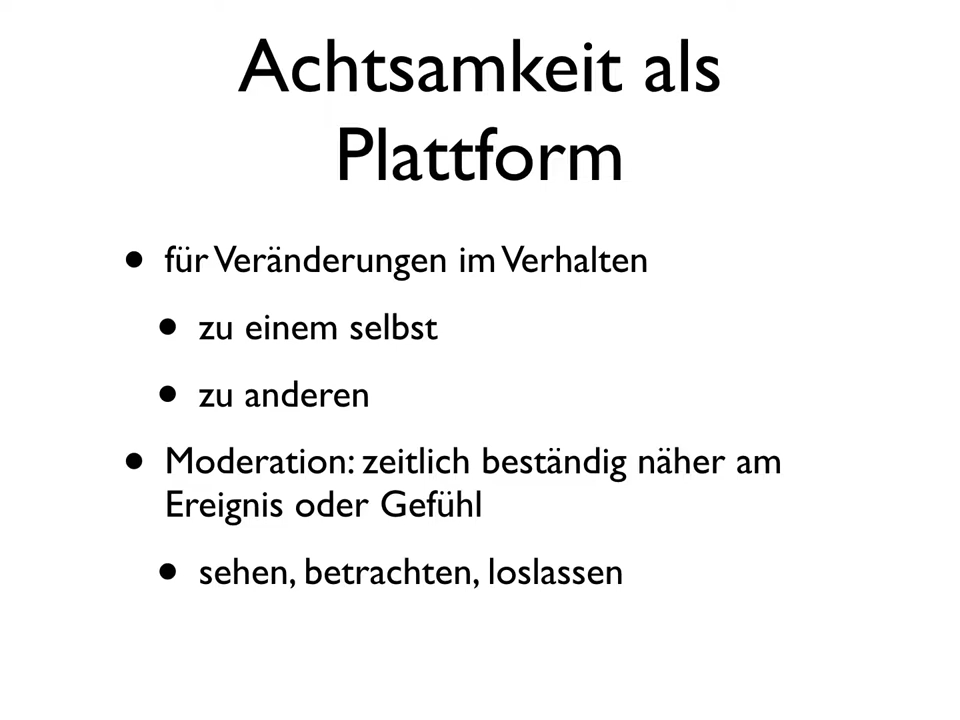 Achtsamkeit als
Plattform
• für Veränderungen im Verhalten
• zu einem selbst
• zu anderen
• Moderation: zeitlich beständig näher am
Ereignis oder Gefühl
• sehen, betrachten, loslassen